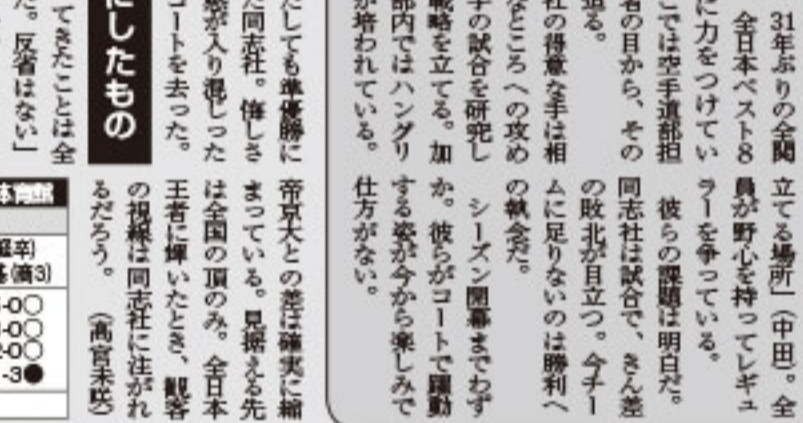 31年ぶりの全関
全日本ベスト8
に力をつけてい
こでは空手道部担
者の目から、その
迫る。
社の得意な手は相
なところへの攻め
手の試合を研究し
戦略を立てる。加
部内ではハングリ
が培われている。
立てる場所」(中田)。全
員が野心を持ってレギュ
ラーを争っている。
彼らの課題は明白だ。
同志社は試合で、きん差
の敗北が目立つ。今チー
ムに足りないのは勝利へ
の執念だ。
シーズン開幕までわず
か。彼らがコートで躍動
する姿が今から楽しみで
仕方がない。
しても準優勝に
た同志社。悔しさ
が入り混じった
コートを去った。
にしたもの
てきたことは全
。反省はない」
帝京大との差は確実に縮
まっている。見据える先
は全国の頂のみ。全日本
王者に輝いたとき、観客
の視線は同志社に注がれ
るだろう。 (高宮未咲)
体育館
卒)
(商3)
-0○
-0○
-0○
-3●